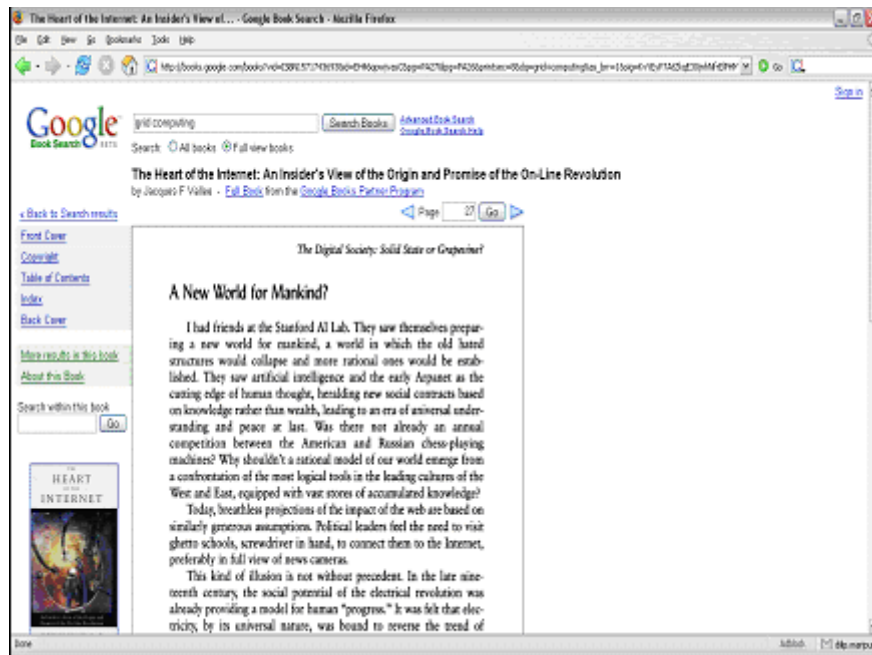 The Heart of the Internet: An Insider's View of... - Google Book Search - Mozilla Firefox
File Edit View Go Bookmarks Tools Help
Go
Sign in
Google
Book Search BETA
grid computing Search Books Advanced Book Search
Google Book Search Help
Search: All books Full view books
The Heart of the Internet: An Insider's View of the Origin and Promise of the On-Line Revolution
by Jacques F Vallee - Full Book from the Google Books Partner Program
« Back to Search results
Page 27 Go
Front Cover
Copyright
Table of Contents
Index
Back Cover
More results in this book
About this Book
Search within this book
Go
THE
HEART
OF THE
INTERNET
The Digital Society: Solid State or Grapevine?
A New World for Mankind?
I had friends at the Stanford AI Lab. They saw themselves prepar-
ing a new world for mankind, a world in which the old hated
structures would collapse and more rational ones would be estab-
lished. They saw artificial intelligence and the early Arpanet as the
cutting edge of human thought, heralding new social contracts based
on knowledge rather than wealth, leading to an era of universal under-
standing and peace at last. Was there not already an annual
competition between the American and Russian chess-playing
machines? Why shouldn't a rational model of our world emerge from
a confrontation of the most logical tools in the leading cultures of the
West and East, equipped with vast stores of accumulated knowledge?
Today, breathless projections of the impact of the web are based on
similarly generous assumptions. Political leaders feel the need to visit
ghetto schools, screwdriver in hand, to connect them to the Internet,
preferably in full view of news cameras.
This kind of illusion is not without precedent. In the late nine-
teenth century, the social potential of the electrical revolution was
already providing a model for human "progress." It was felt that elec-
tricity, by its universal nature, was bound to reverse the trend of
Done Adblock